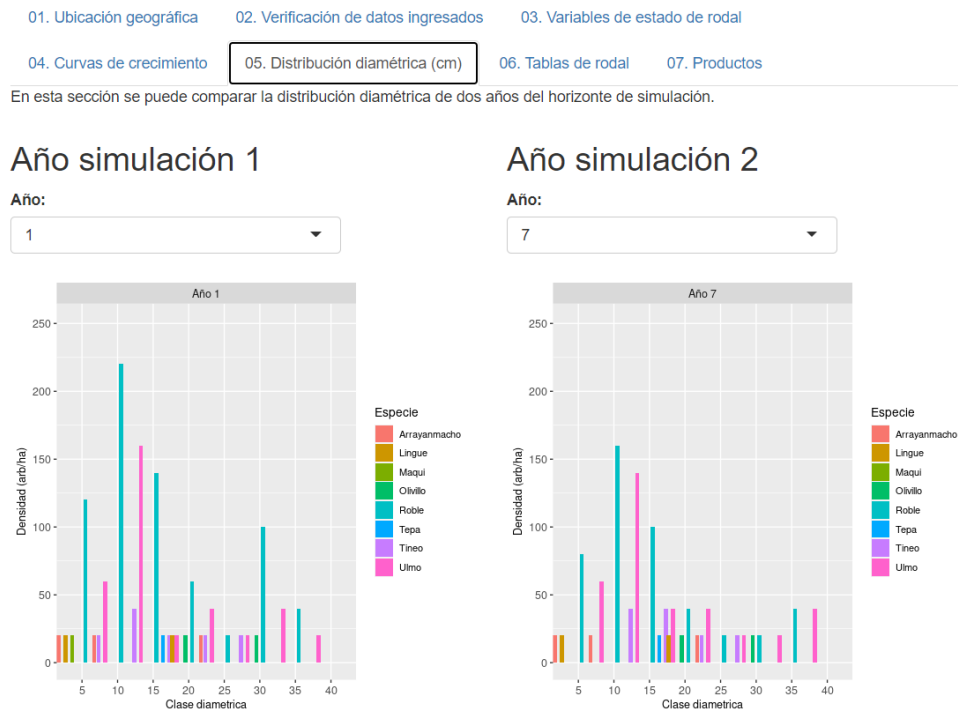 01. Ubicación geográfica 02. Verificación de datos ingresados 03. Variables de estado de rodal
04. Curvas de crecimiento 05. Distribución diamétrica (cm) 06. Tablas de rodal 07. Productos
En esta sección se puede comparar la distribución diamétrica de dos años del horizonte de simulación.
Año simulación 1
Año:
1
Año 1
250
200
150
100
50
0
Densidad (arb/ha)
5 10 15 20 25 30 35 40
Clase diametrica
Especie
Arrayanmacho
Lingue
Maqui
Olivillo
Roble
Tepa
Tineo
Ulmo
Año simulación 2
Año:
7
Año 7
250
200
150
100
50
0
Densidad (arb/ha)
5 10 15 20 25 30 35 40
Clase diametrica
Especie
Arrayanmacho
Lingue
Maqui
Olivillo
Roble
Tepa
Tineo
Ulmo